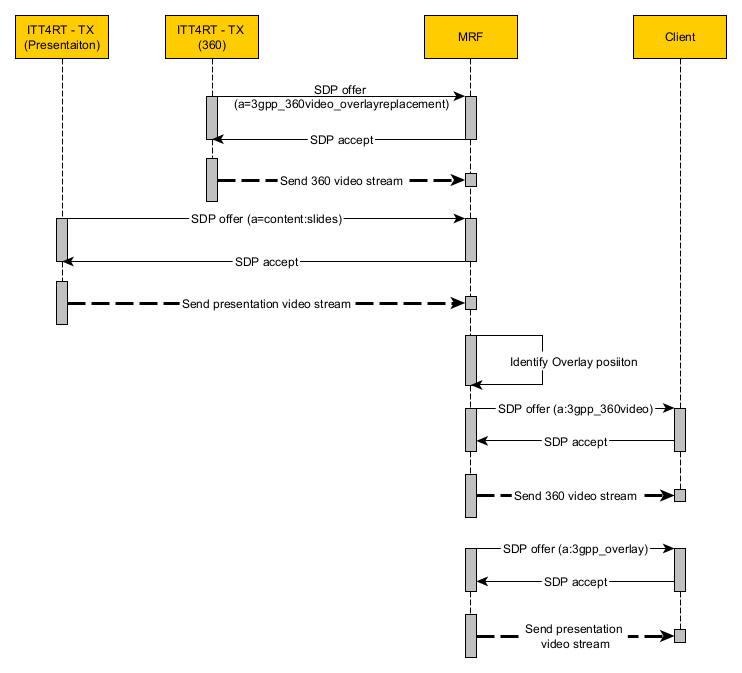 ITT4RT - TX
(Presentaiton)
ITT4RT - TX
(360)
MRF
Client
SDP offer
(a=3gpp_360video_overlayreplacement)
SDP accept
Send 360 video stream
SDP offer (a=content:slides)
SDP accept
Send presentation video stream
Identify Overlay posiiton
SDP offer (a:3gpp_360video)
SDP accept
Send 360 video stream
SDP offer (a:3gpp_overlay)
SDP accept
Send presentation
video stream